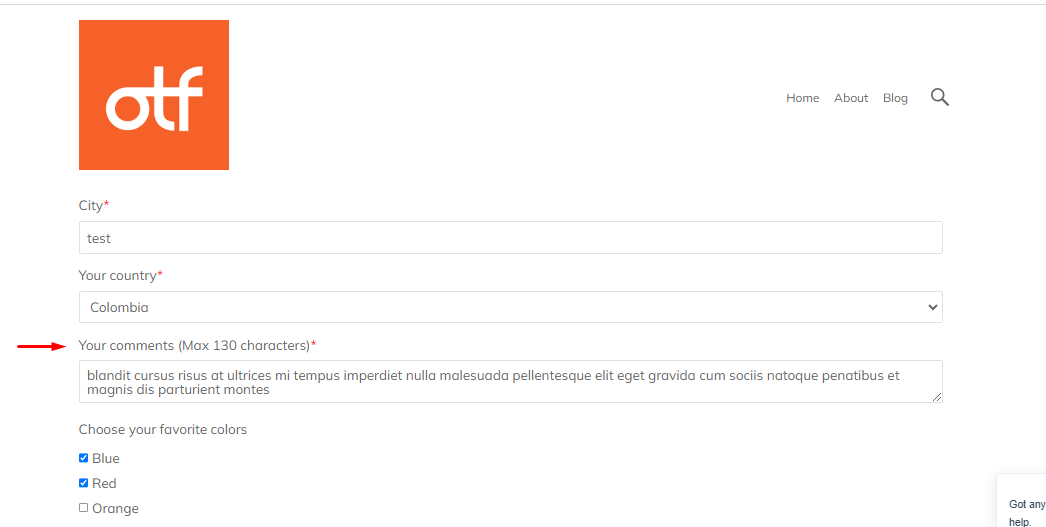 otf
Home About Blog
City*
test
Your country*
Colombia
Your comments (Max 130 characters)*
blandit cursus risus at ultrices mi tempus imperdiet nulla malesuada pellentesque elit eget gravida cum sociis natoque penatibus et
magnis dis parturient montes
Choose your favorite colors
Blue
Red
Orange
Got any
help.